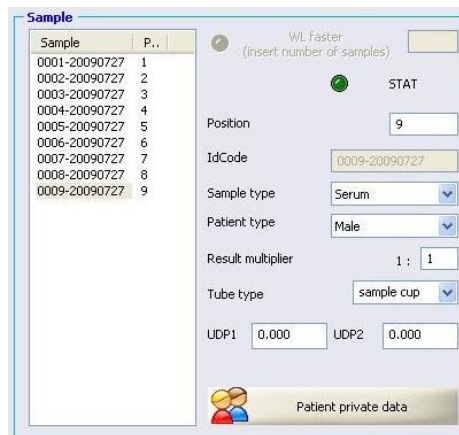 Sample
Sample P..
0001-20090727 1
0002-20090727 2
0003-20090727 3
0004-20090727 4
0005-20090727 5
0006-20090727 6
0007-20090727 7
0008-20090727 8
0009-20090727 9
WL faster
(insert number of samples)
STAT
Position 9
IdCode 0009-20090727
Sample type Serum
Patient type Male
Result multiplier 1 : 1
Tube type sample cup
UDP1 0.000 UDP2 0.000
Patient private data